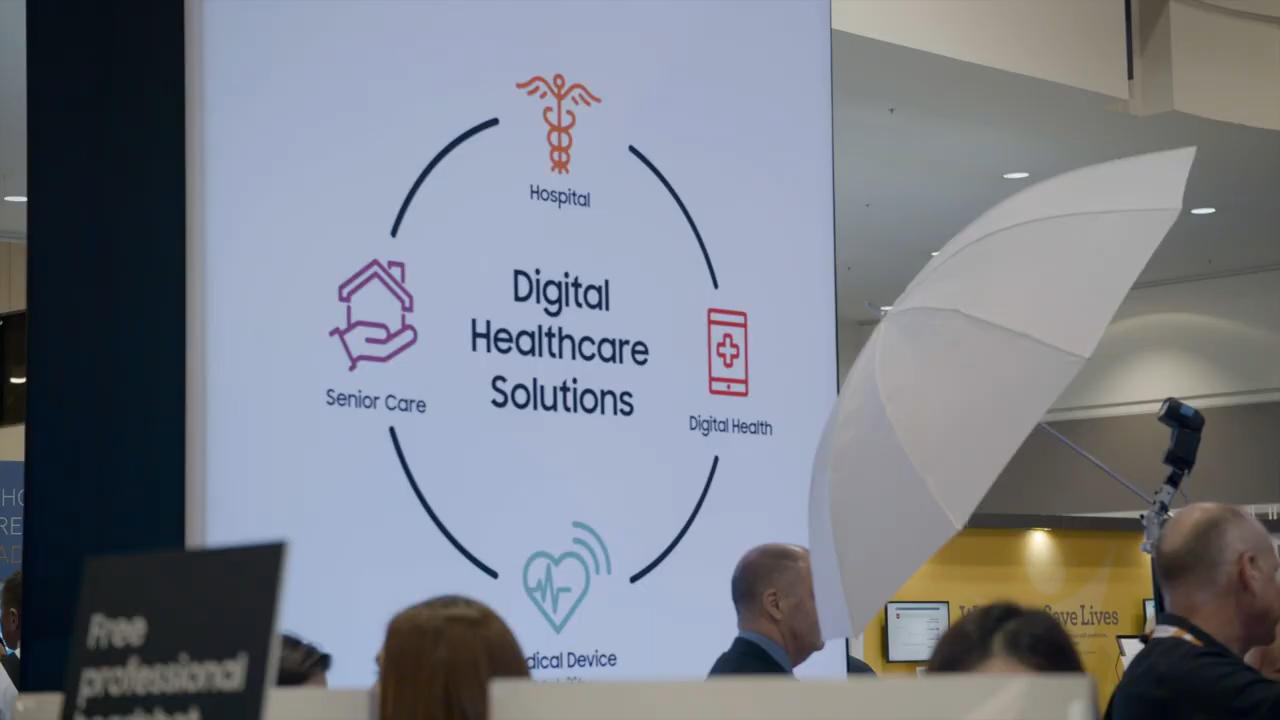 Hospital
Digital
Healthcare
Solutions
Senior Care
Digital Health
dical Device
Free
professional
Save Lives